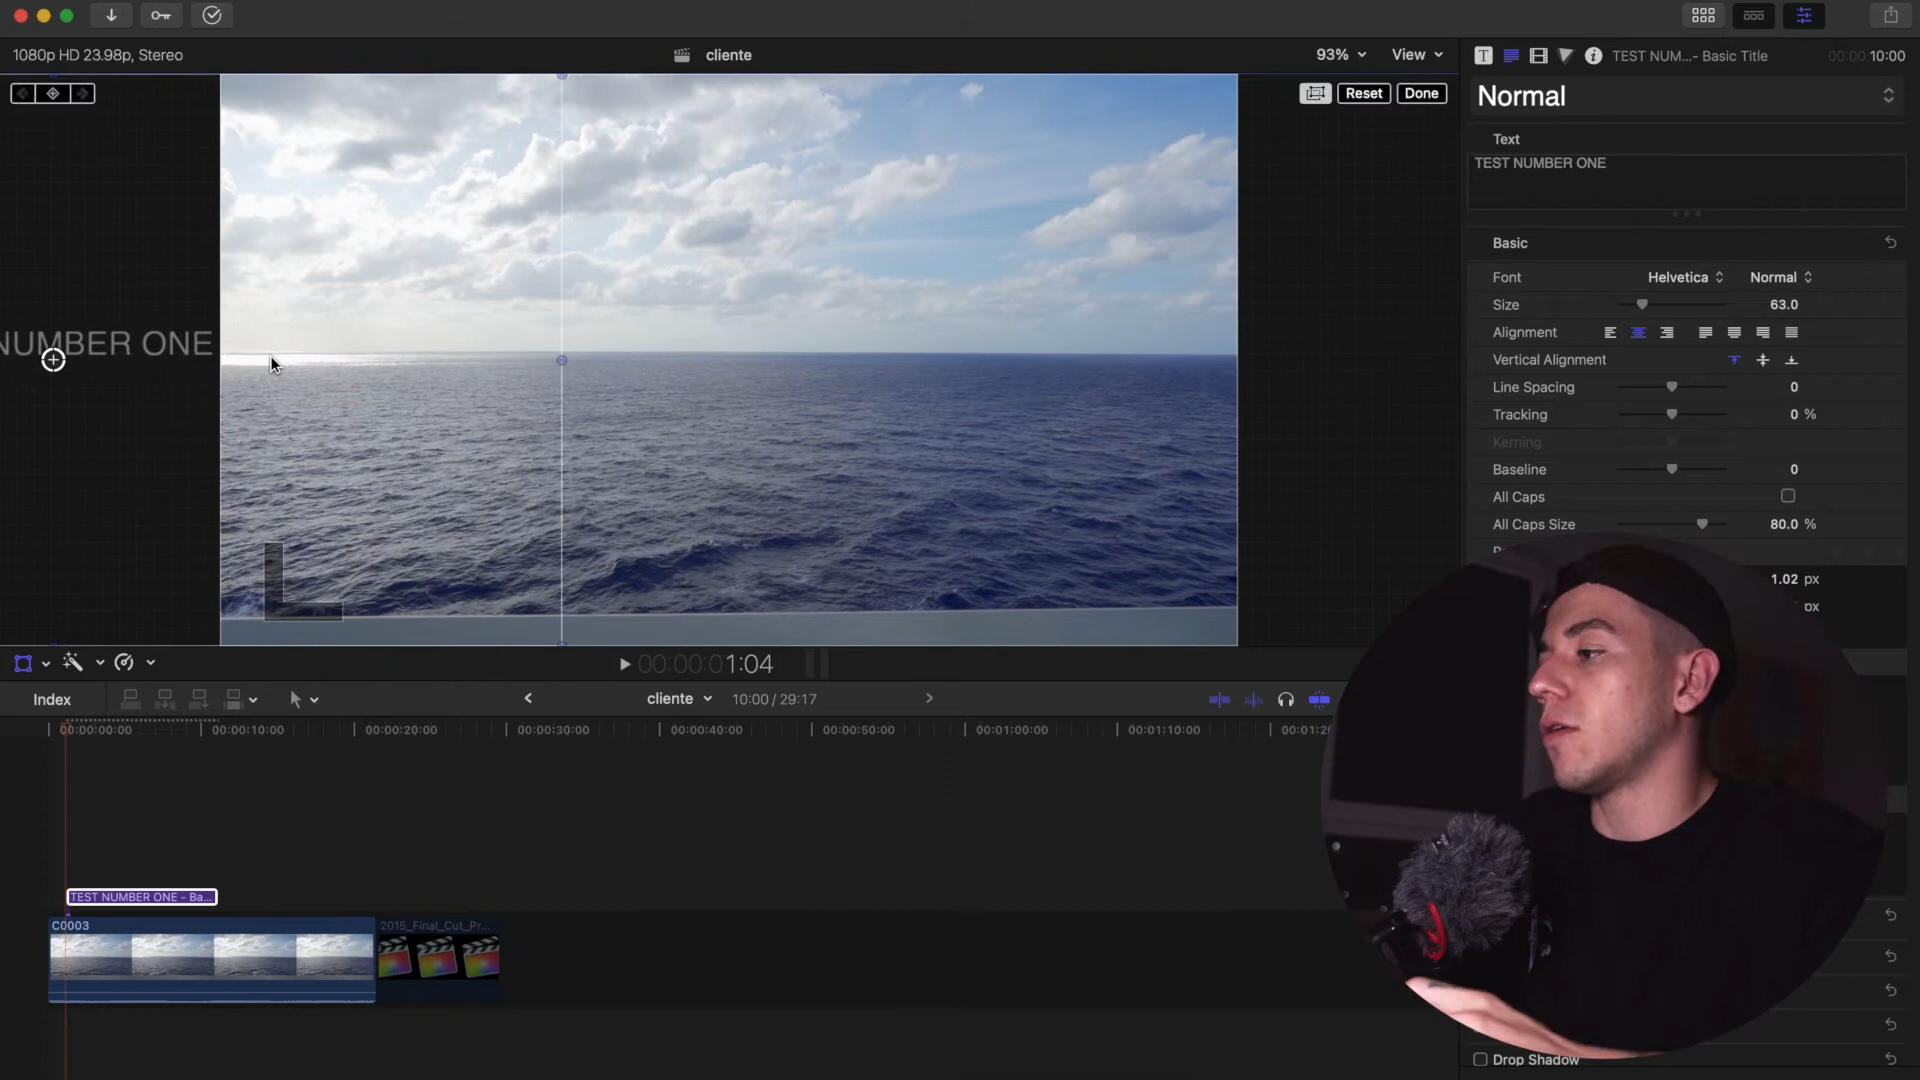 1080p HD 23.98p, Stereo
cliente
93%
View
TEST NUM...- Basic Title
00:00:10:00
Reset
Done
Normal
Text
TEST NUMBER ONE
Basic
Font
Helvetica
Normal
Size
63.0
NUMBER ONE
Alignment
Vertical Alignment
Line Spacing
0
Tracking
0 %
Kerning
Baseline
0
All Caps
All Caps Size
80.0 %
1.02 px
px
00:00:01:04
Index
cliente
10:00 / 29:17
00:00:00:00
00:00:10:00
00:00:20:00
00:00:30:00
00:00:40:00
00:00:50:00
00:01:00:00
00:01:10:00
00:01:20
TEST NUMBER ONE - Ba...
C0003
2015_Final_Cut_Pr...
Drop Shadow